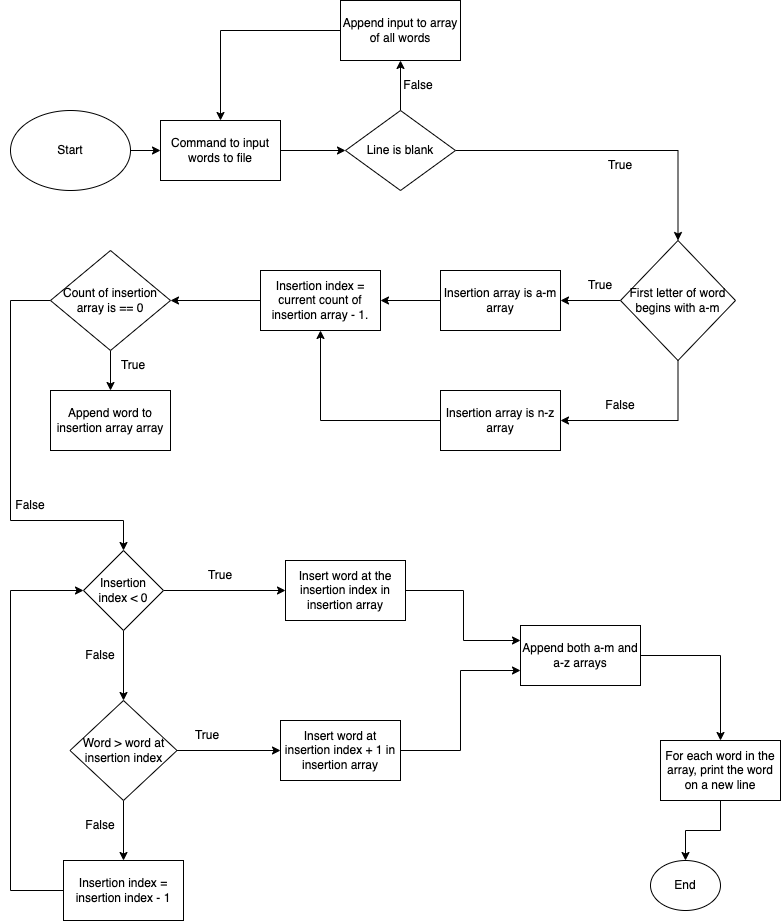 Append input to array
of all words
False
Start
Command to input
words to file
Line is blank
True
Count of insertion
array is == 0
Insertion index =
current count of
insertion array - 1.
Insertion array is a-m
array
True
First letter of word
begins with a-m
True
Append word to
insertion array array
Insertion array is n-z
array
False
False
Insertion
index < 0
True
Insert word at the
insertion index in
insertion array
False
Append both a-m and
a-z arrays
Word > word at
insertion index
True
Insert word at
insertion index + 1 in
insertion array
For each word in the
array, print the word
on a new line
False
Insertion index =
insertion index - 1
End